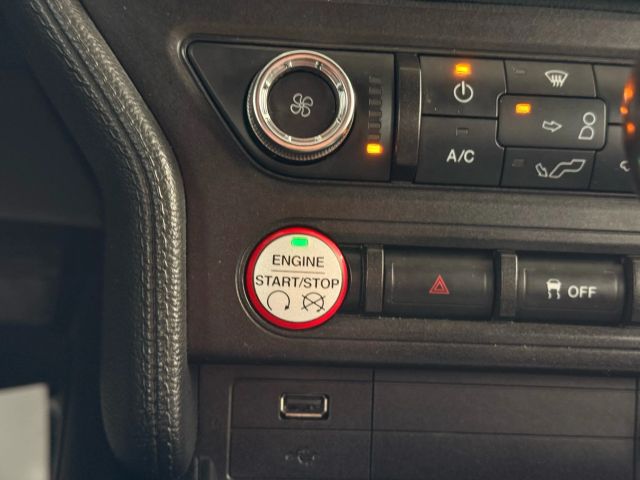 A/C
ENGINE
START/STOP
OFF